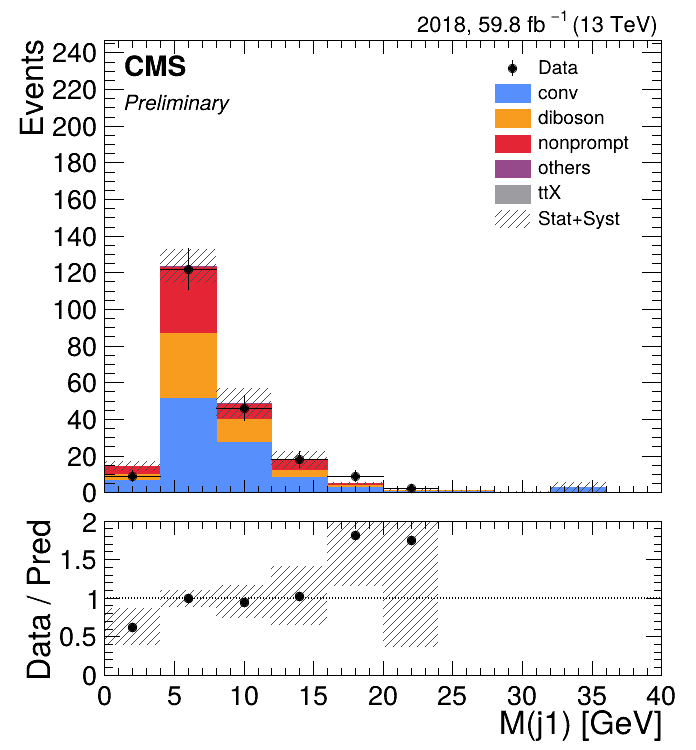 2018, 59.8 fb⁻¹ (13 TeV)
Events
240
220
200
180
160
140
120
100
80
60
40
20
0
CMS
Preliminary
Data
conv
diboson
nonprompt
others
ttX
Stat+Syst
Data / Pred
2
1.5
1
0.5
0
0 5 10 15 20 25 30 35 40
M(j1) [GeV]